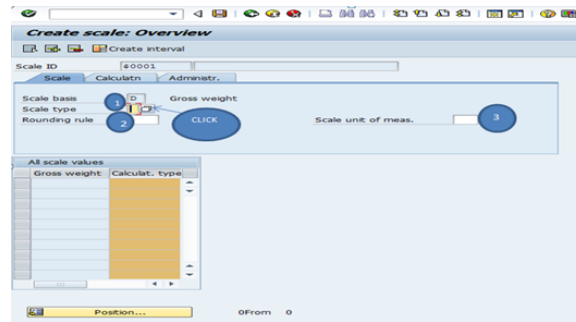 Create scale: Overview
Create interval
Scale ID $0001
Scale Calculatn Administr.
Scale basis 1 D Gross weight
Scale type CLICK
Rounding rule 2 Scale unit of meas. 3
All scale values
Gross weight Calculat. type
Position... 0From 0